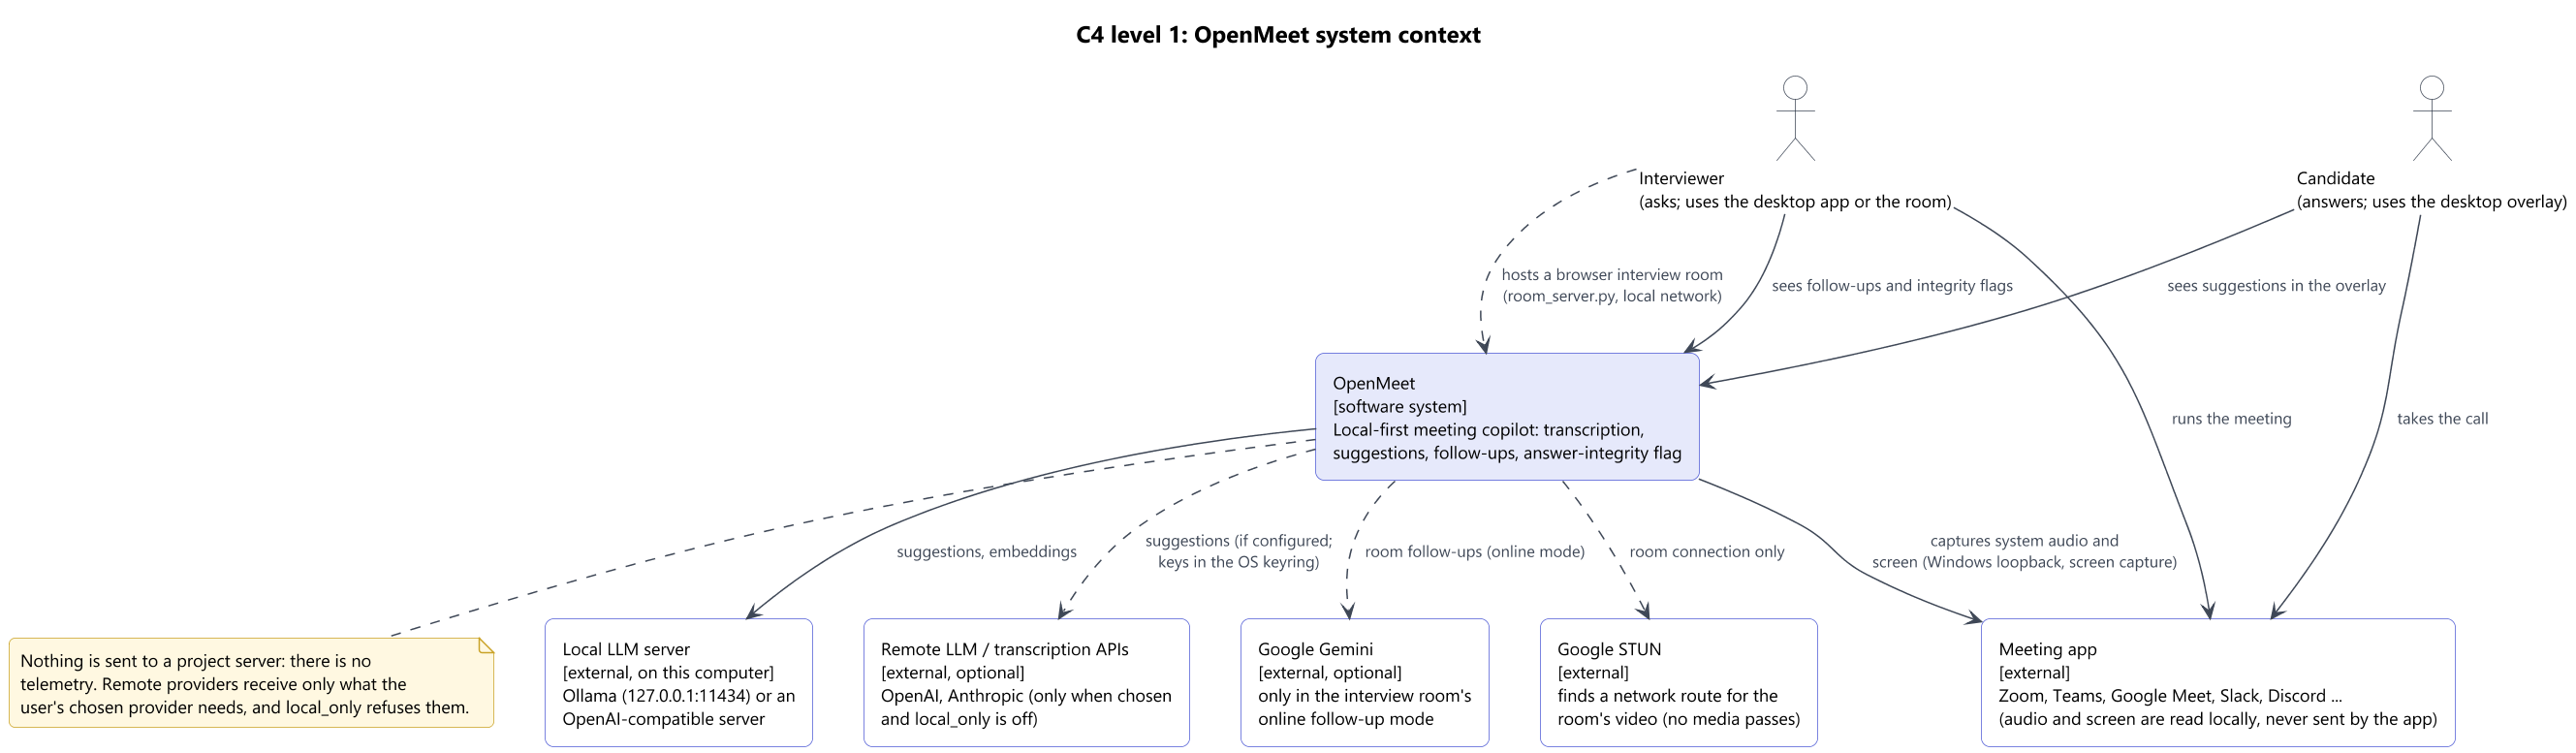 C4 level 1: OpenMeet system context
Interviewer
(asks; uses the desktop app or the room)
Candidate
(answers; uses the desktop overlay)
hosts a browser interview room
(room_server.py, local network)
sees follow-ups and integrity flags
sees suggestions in the overlay
OpenMeet
[software system]
Local-first meeting copilot: transcription,
suggestions, follow-ups, answer-integrity flag
runs the meeting
takes the call
suggestions, embeddings
suggestions (if configured;
keys in the OS keyring)
room follow-ups (online mode)
room connection only
captures system audio and
screen (Windows loopback, screen capture)
Nothing is sent to a project server: there is no
telemetry. Remote providers receive only what the
user's chosen provider needs, and local_only refuses them.
Local LLM server
[external, on this computer]
Ollama (127.0.0.1:11434) or an
OpenAI-compatible server
Remote LLM / transcription APIs
[external, optional]
OpenAI, Anthropic (only when chosen
and local_only is off)
Google Gemini
[external, optional]
only in the interview room's
online follow-up mode
Google STUN
[external]
finds a network route for the
room's video (no media passes)
Meeting app
[external]
Zoom, Teams, Google Meet, Slack, Discord ...
(audio and screen are read locally, never sent by the app)